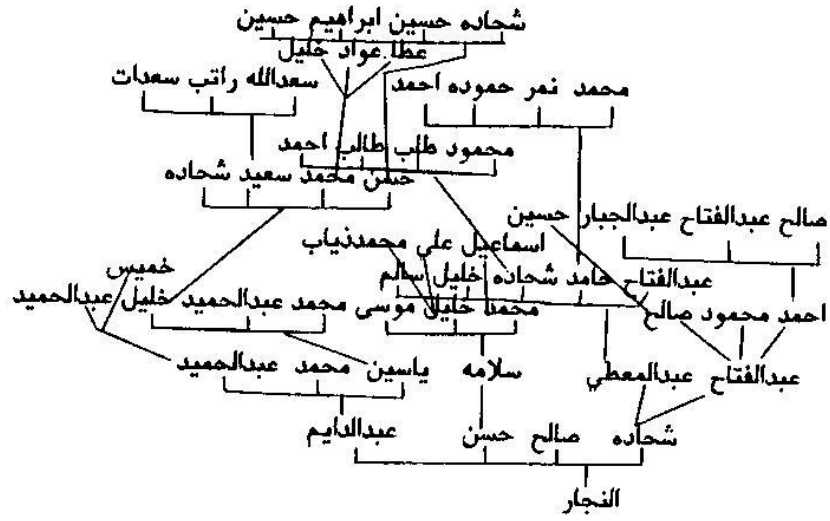 شحاده حسين ابراهيم حسين
عطا عواد خليل
سعدالله راتب سعدات
محمد نمر حموده احمد
محمود طلب طالب احمد
حسن محمد سعيد شحاده
صالح عبدالفتاح عبدالجبار حسين
اسماعيل علي محمدذياب
خميس
عبدالفتاح حامد شحاده خليل سالم
محمد عبدالحميد خليل عبدالحميد
محمد خليل موسى
احمد محمود صالح
ياسين محمد عبدالحميد
سلامه
عبدالفتاح عبدالمعطي
شحاده صالح حسن عبدالدايم
النجار